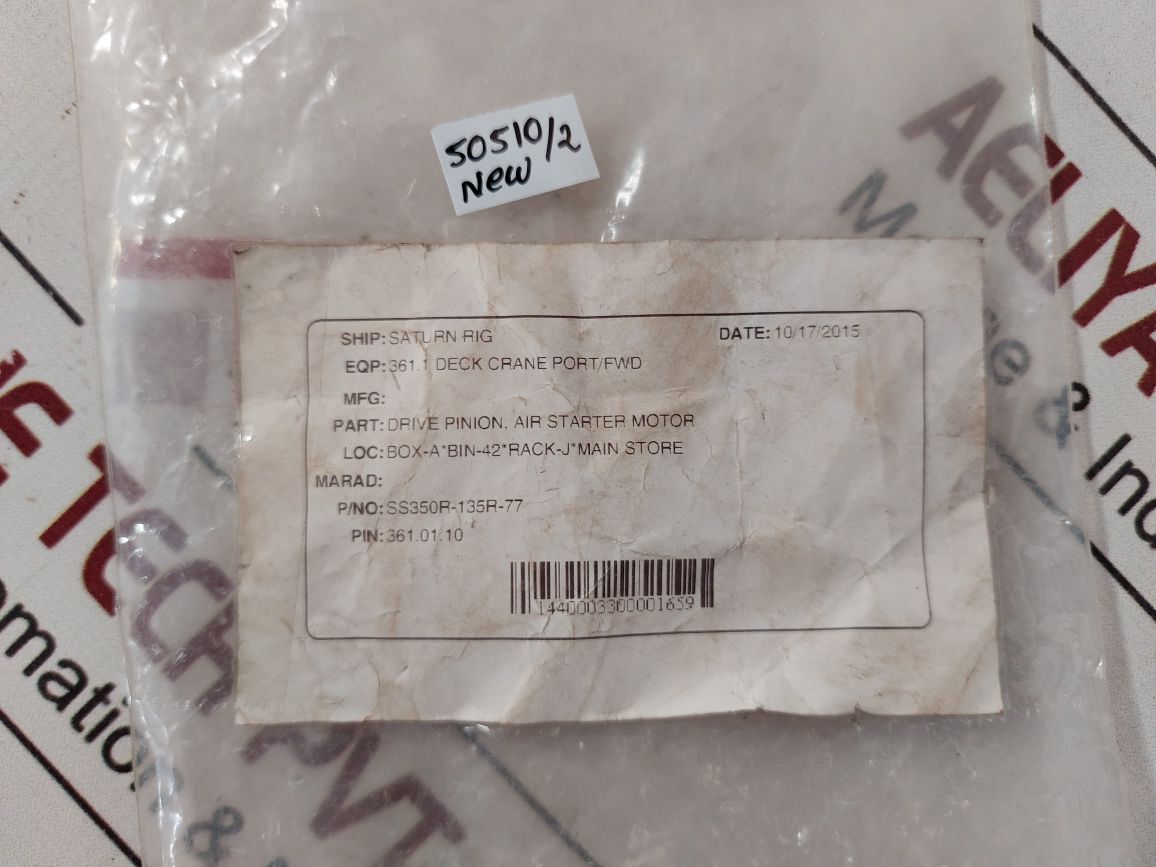 50510/2
New
SHIP: SATURN RIG DATE: 10/17/2015
EQP: 361.1 DECK CRANE PORT/FWD
MFG:
PART: DRIVE PINION, AIR STARTER MOTOR
LOC: BOX-A*BIN-42*RACK-J*MAIN STORE
MARAD:
P/NO: SS350R-135R-77
PIN: 361.01.10
1440003300001659
AELIYA
&
PVT
&